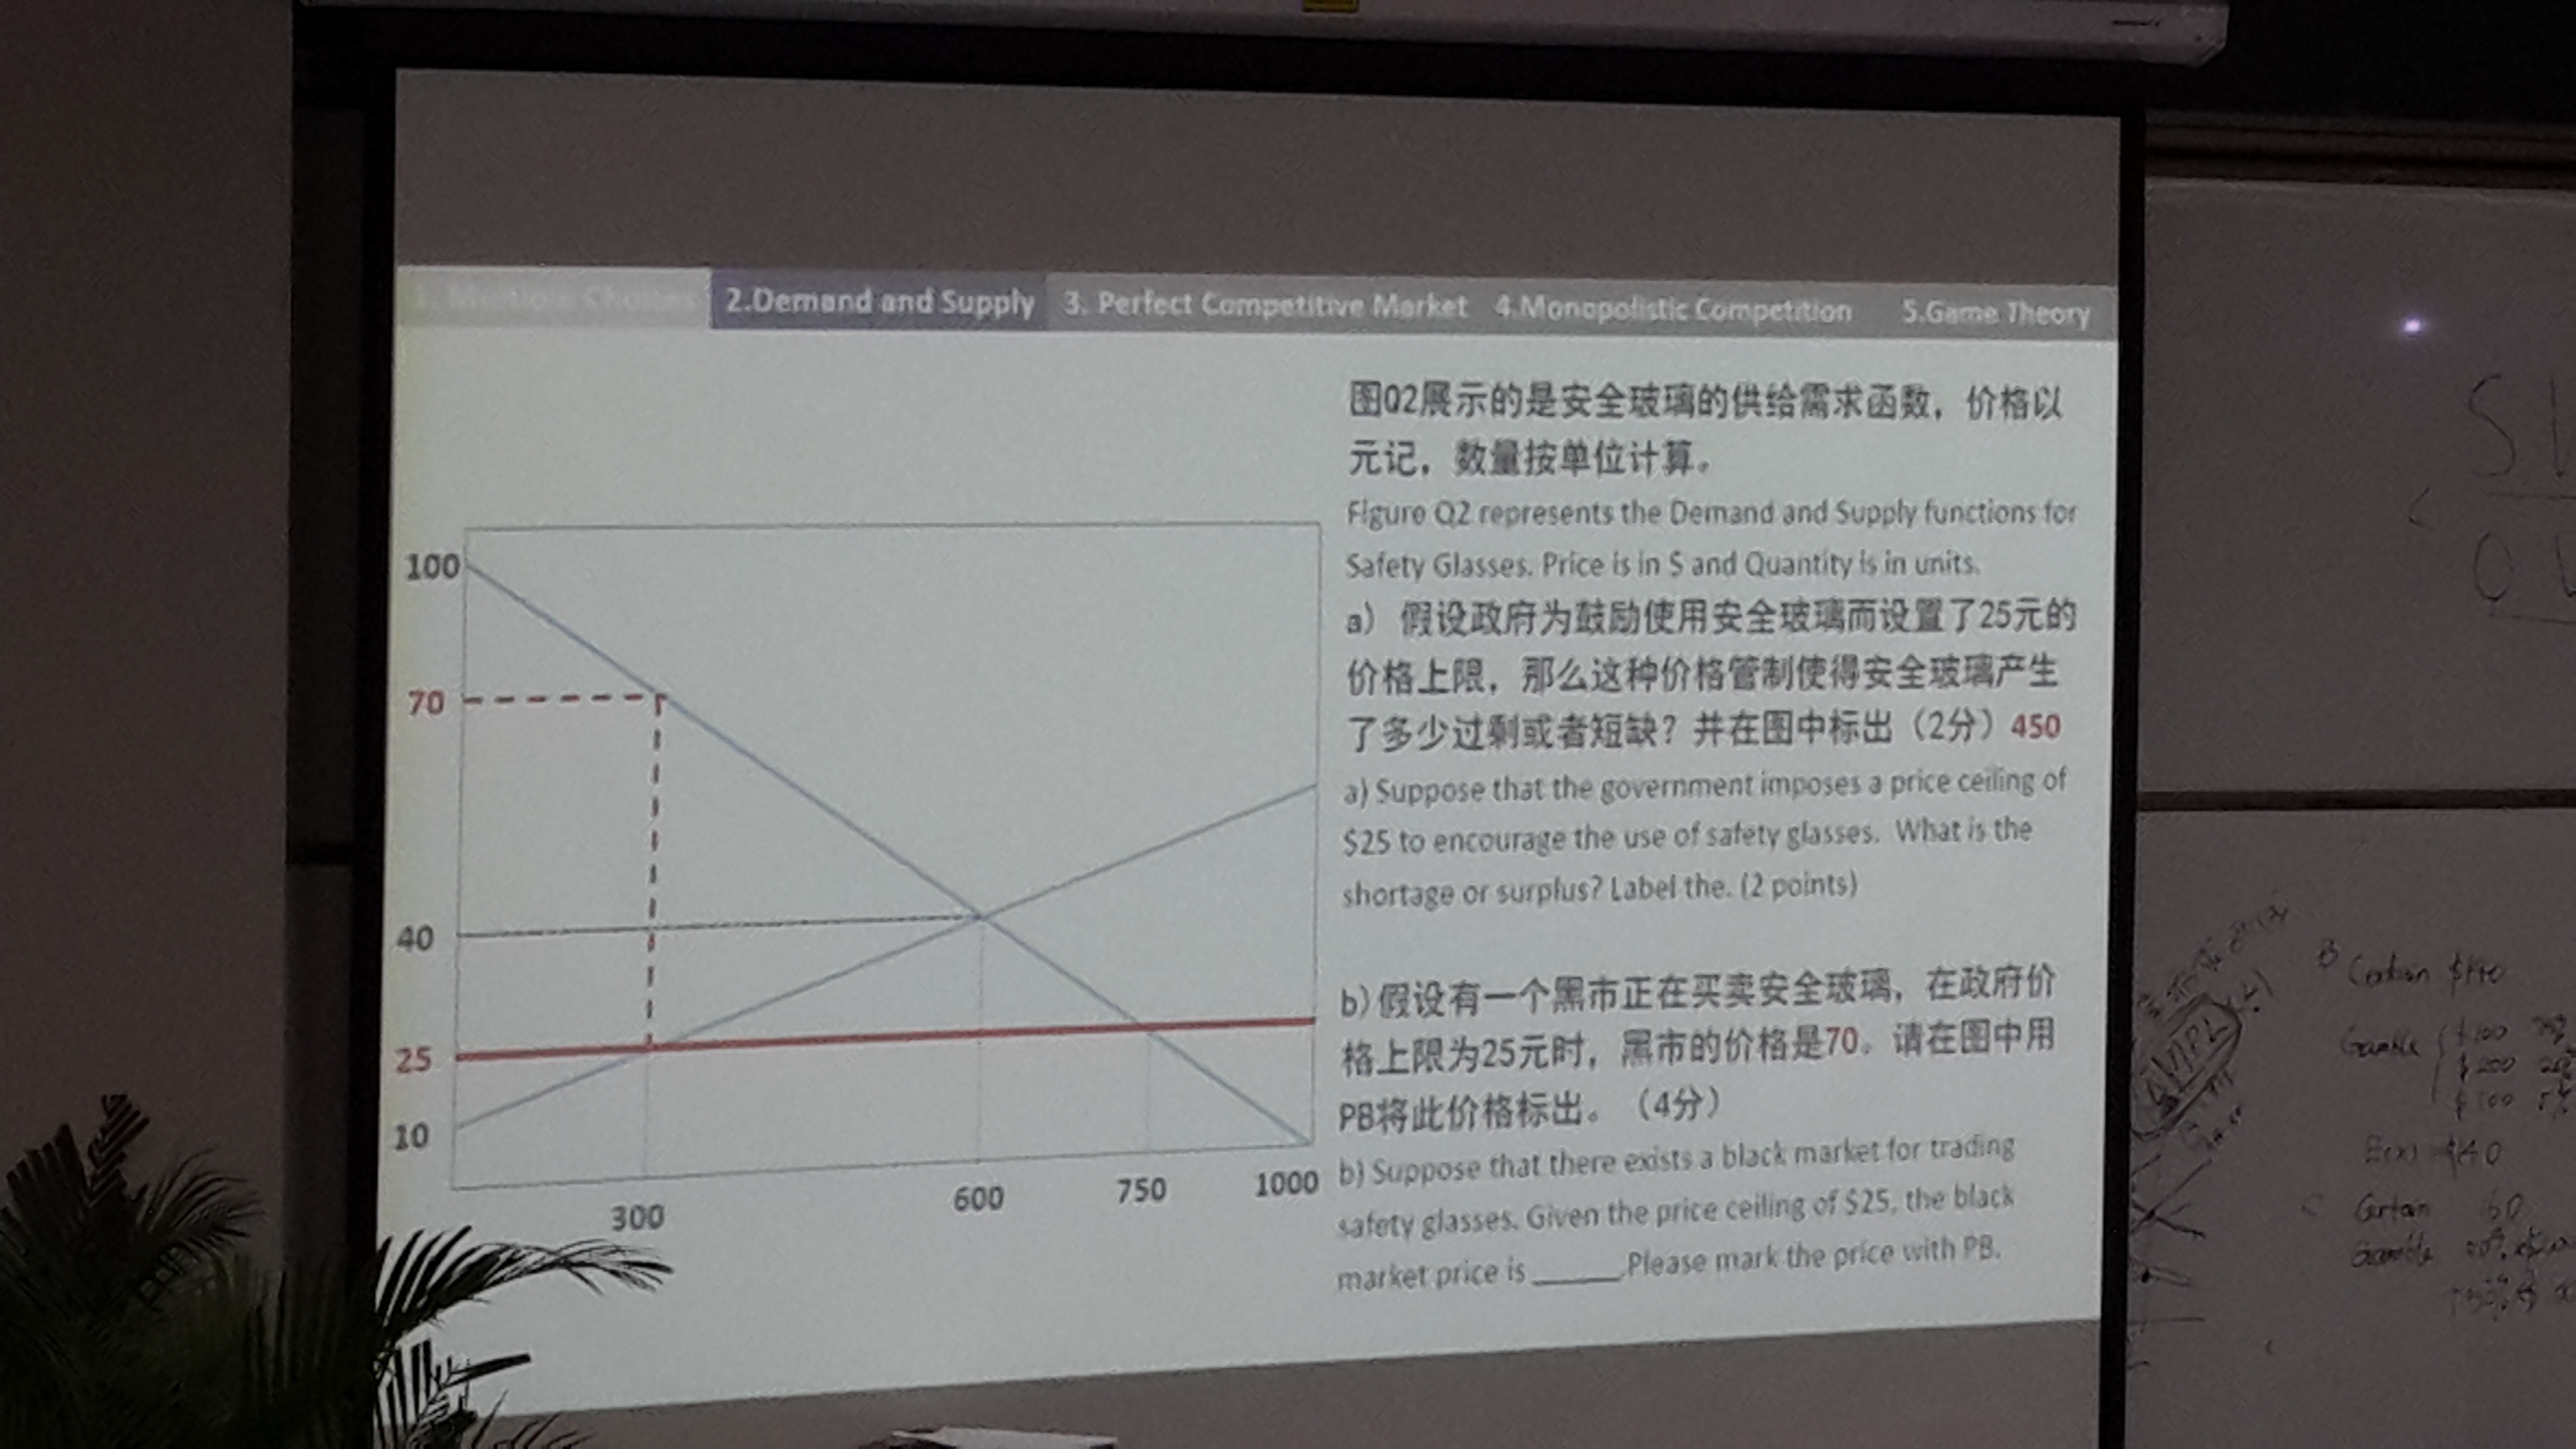 2.Demand and Supply
3. Perfect Competitive Market
4.Monopolistic Competition
5.Game Theory
图Q2展示的是安全玻璃的供给需求函数，价格以
元记，数量按单位计算。
Figure Q2 represents the Demand and Supply functions for
Safety Glasses. Price is in $ and Quantity is in units.
a） 假设政府为鼓励使用安全玻璃而设置了25元的
价格上限，那么这种价格管制使得安全玻璃产生
了多少过剩或者短缺？并在图中标出（2分）450
a) Suppose that the government imposes a price ceiling of
$25 to encourage the use of safety glasses. What is the
shortage or surplus? Label the. (2 points)
b)假设有一个黑市正在买卖安全玻璃，在政府价
格上限为25元时，黑市的价格是70。请在图中用
PB将此价格标出。（4分）
b) Suppose that there exists a black market for trading
safety glasses. Given the price ceiling of $25, the black
market price is ______.Please mark the price with PB.
100
70
40
25
10
300
600
750
1000